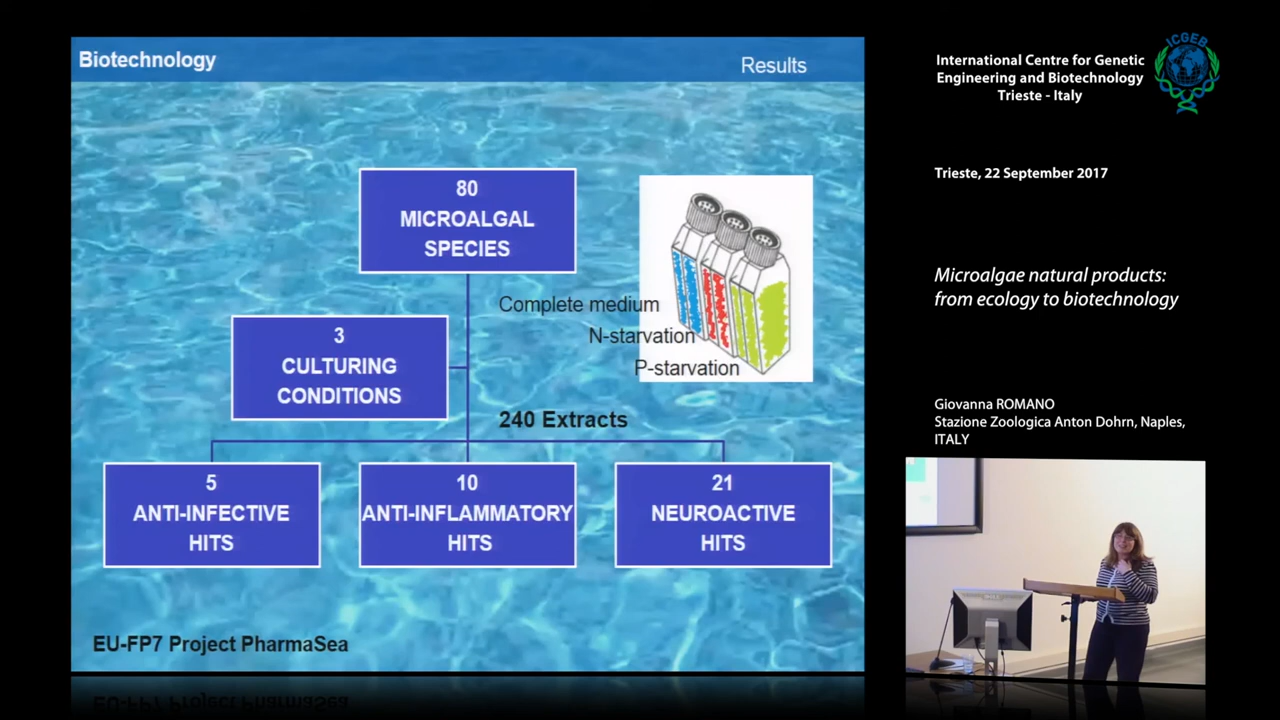 Biotechnology
Results
80
MICROALGAL
SPECIES
Complete medium
N-starvation
P-starvation
3
CULTURING
CONDITIONS
240 Extracts
5
ANTI-INFECTIVE
HITS
10
ANTI-INFLAMMATORY
HITS
21
NEUROACTIVE
HITS
EU-FP7 Project PharmaSea
International Centre for Genetic
Engineering and Biotechnology
Trieste - Italy
ICGEB
Trieste, 22 September 2017
Microalgae natural products:
from ecology to biotechnology
Giovanna ROMANO
Stazione Zoologica Anton Dohrn, Naples,
ITALY
DELL